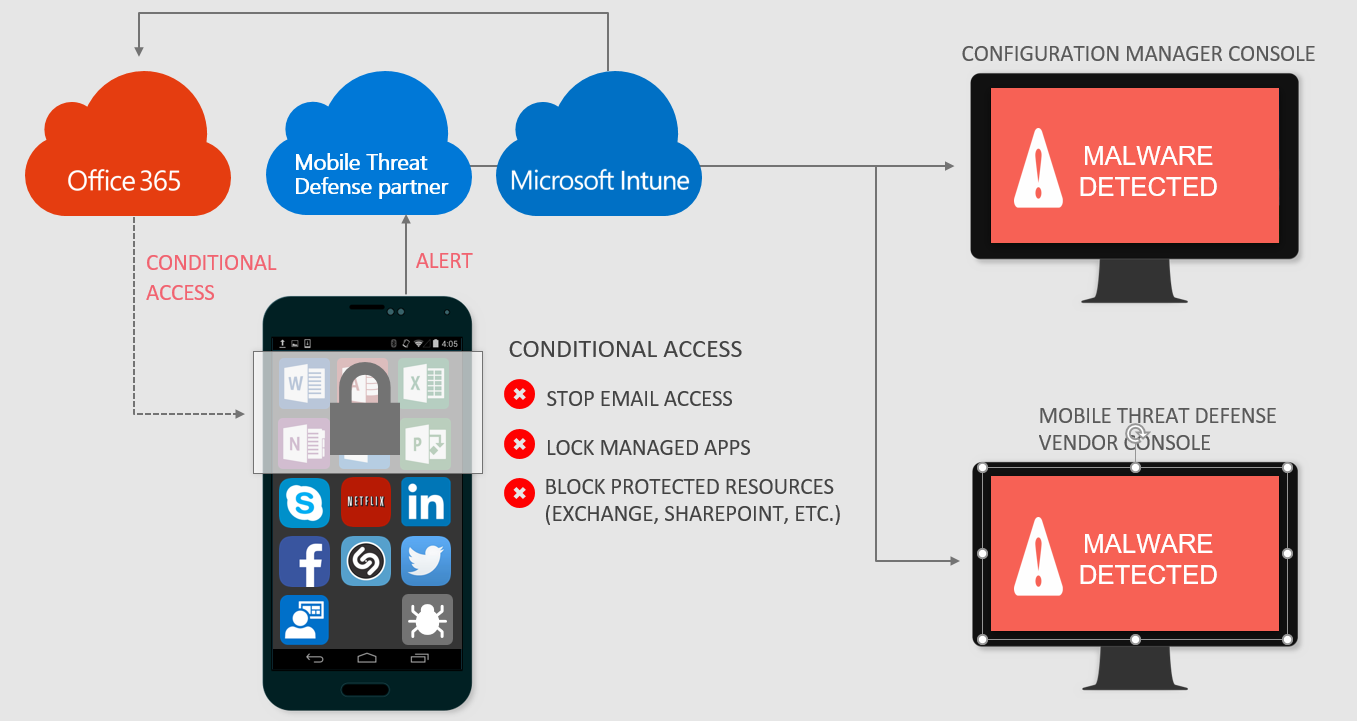 CONFIGURATION MANAGER CONSOLE
Office 365
Mobile Threat
Defense partner
Microsoft Intune
MALWARE
DETECTED
CONDITIONAL
ACCESS
ALERT
4:05
W
A
X
N
P
S
NETFLIX
in
f
CONDITIONAL ACCESS
STOP EMAIL ACCESS
LOCK MANAGED APPS
BLOCK PROTECTED RESOURCES
(EXCHANGE, SHAREPOINT, ETC.)
MOBILE THREAT DEFENSE
VENDOR CONSOLE
MALWARE
DETECTED